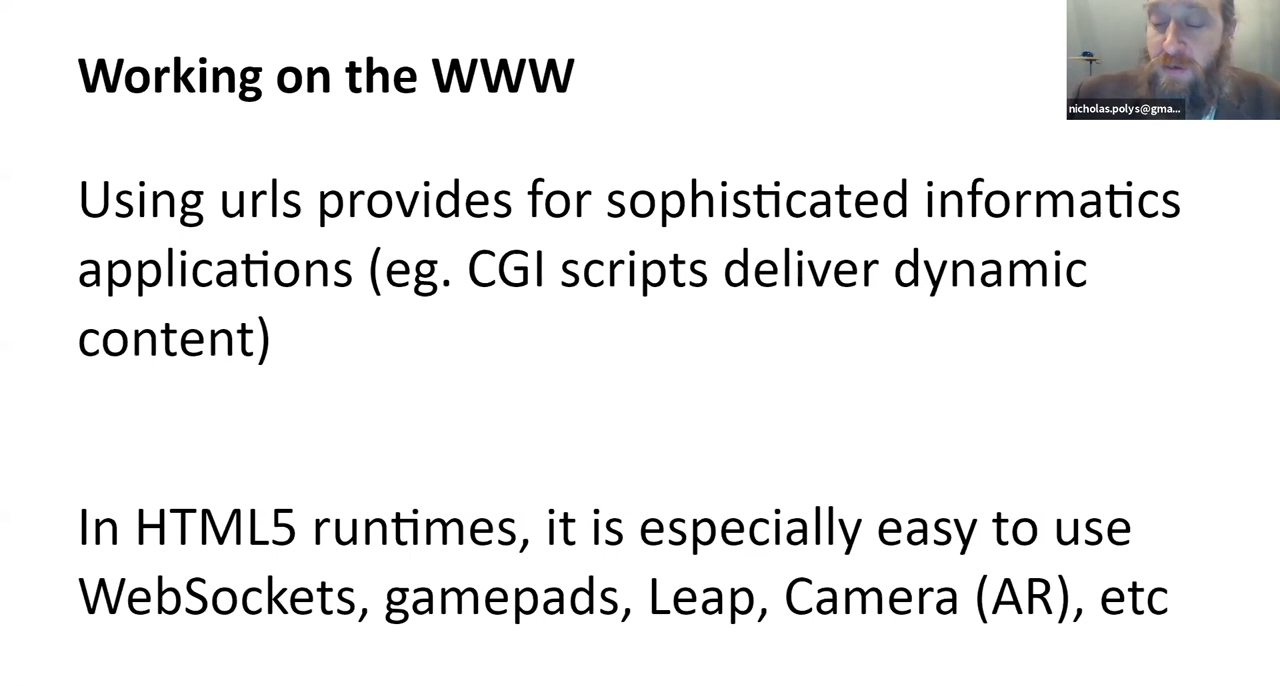 Working on the WWW
nicholas.polys@gma...
Using urls provides for sophisticated informatics
applications (eg. CGI scripts deliver dynamic
content)
In HTML5 runtimes, it is especially easy to use
WebSockets, gamepads, Leap, Camera (AR), etc